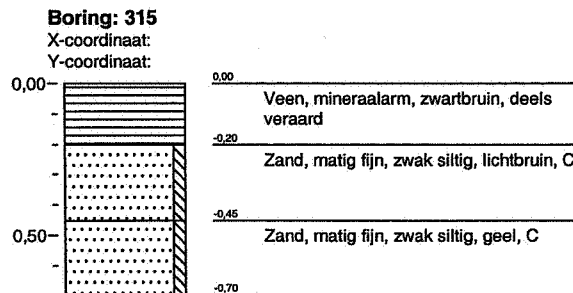 Boring: 315
X-coordinaat:
Y-coordinaat:
0,00
0,00
Veen, mineraalarm, zwartbruin, deels
veraard
-0,20
Zand, matig fijn, zwak siltig, lichtbruin, C
-0,45
0,50
Zand, matig fijn, zwak siltig, geel, C
-0,70